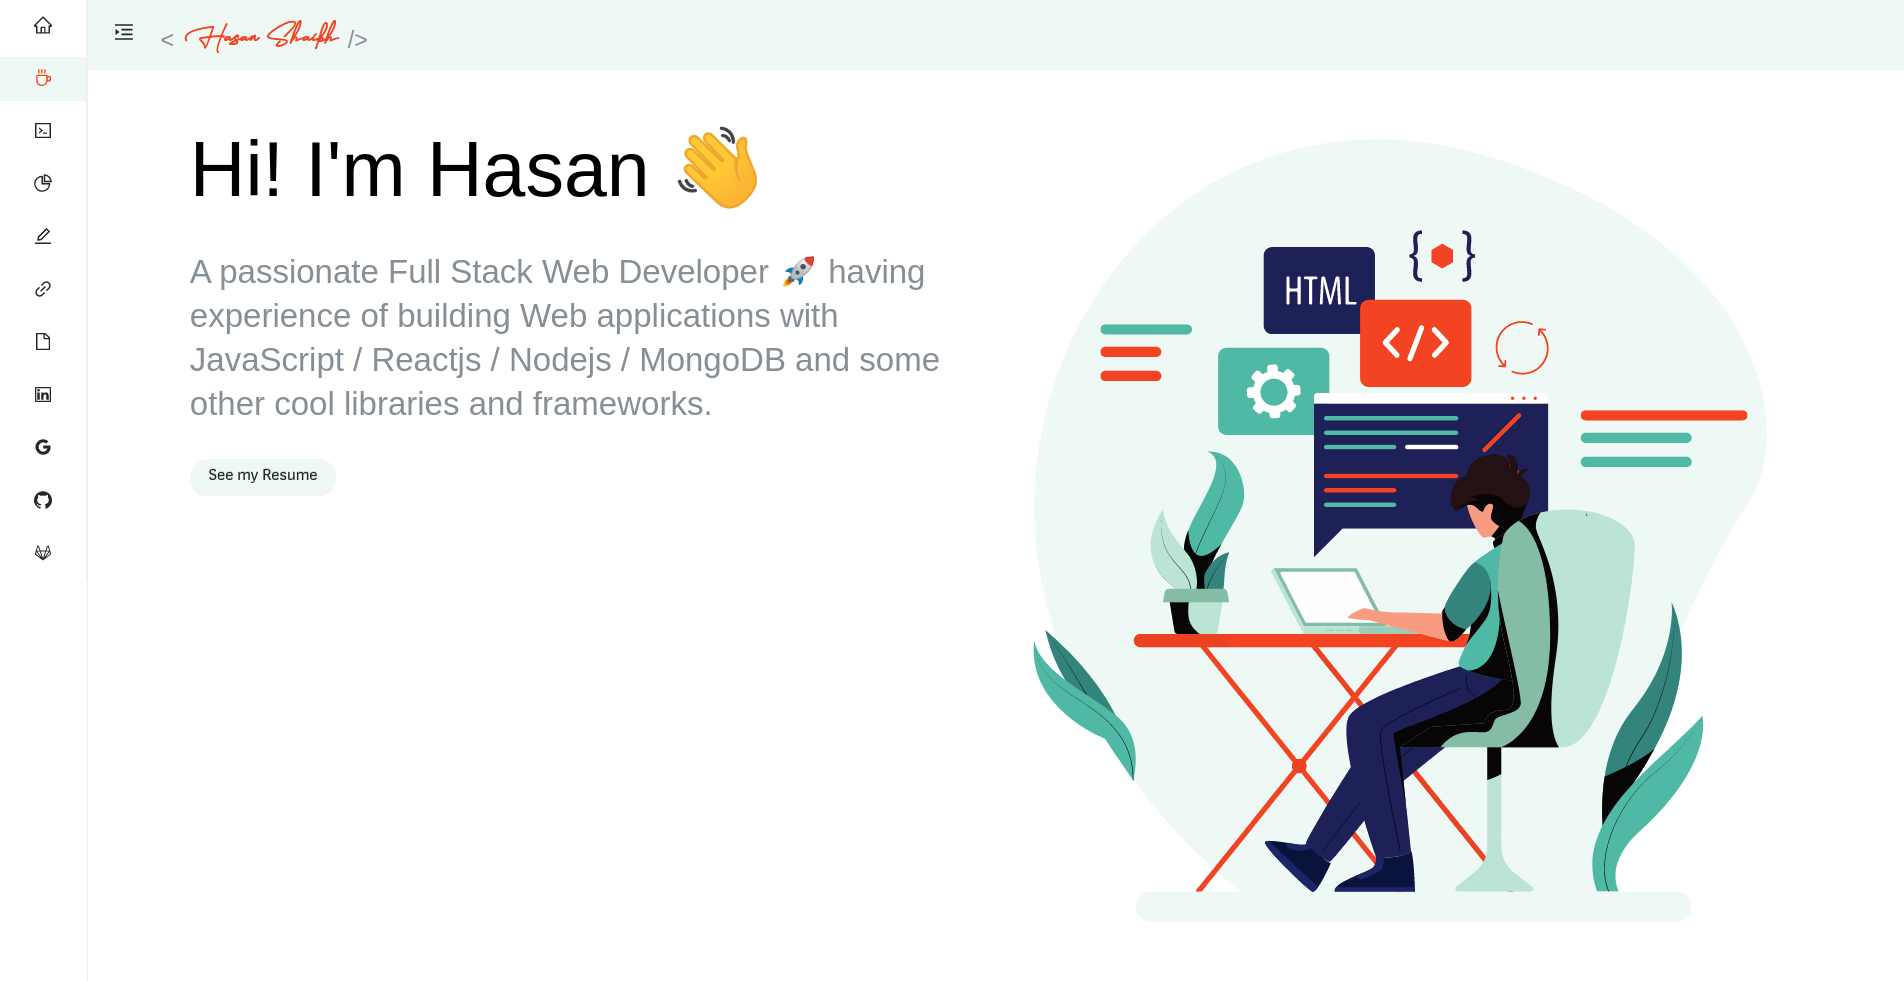 < Hasan Shaikh />
Hi! I'm Hasan 👋
A passionate Full Stack Web Developer 🚀 having
experience of building Web applications with
JavaScript / Reactjs / Nodejs / MongoDB and some
other cool libraries and frameworks.
See my Resume
HTML
{ }
</>